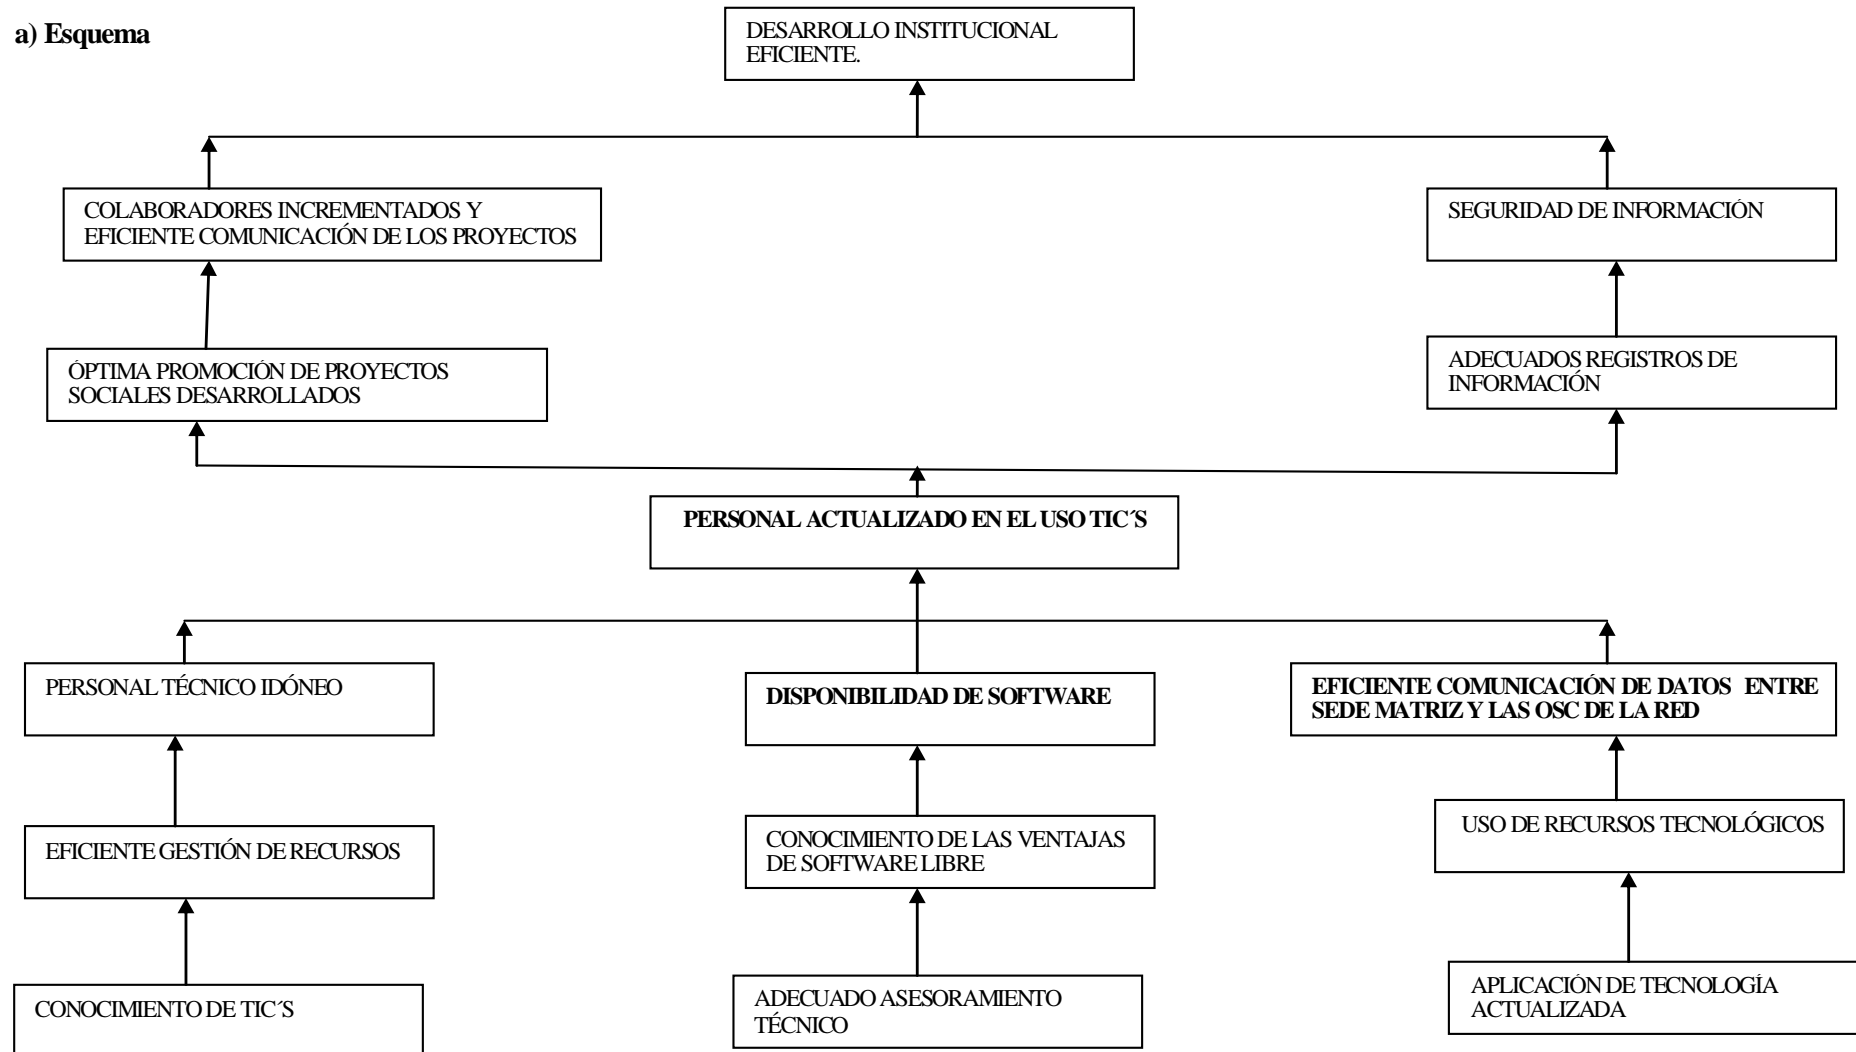 a) Esquema
DESARROLLO INSTITUCIONAL
EFICIENTE.
COLABORADORES INCREMENTADOS Y
EFICIENTE COMUNICACIÓN DE LOS PROYECTOS
SEGURIDAD DE INFORMACIÓN
ÓPTIMA PROMOCIÓN DE PROYECTOS
SOCIALES DESARROLLADOS
ADECUADOS REGISTROS DE
INFORMACIÓN
PERSONAL ACTUALIZADO EN EL USO TIC´S
PERSONAL TÉCNICO IDÓNEO
DISPONIBILIDAD DE SOFTWARE
EFICIENTE COMUNICACIÓN DE DATOS ENTRE
SEDE MATRIZ Y LAS OSC DE LA RED
EFICIENTE GESTIÓN DE RECURSOS
CONOCIMIENTO DE LAS VENTAJAS
DE SOFTWARE LIBRE
USO DE RECURSOS TECNOLÓGICOS
CONOCIMIENTO DE TIC´S
ADECUADO ASESORAMIENTO
TÉCNICO
APLICACIÓN DE TECNOLOGÍA
ACTUALIZADA